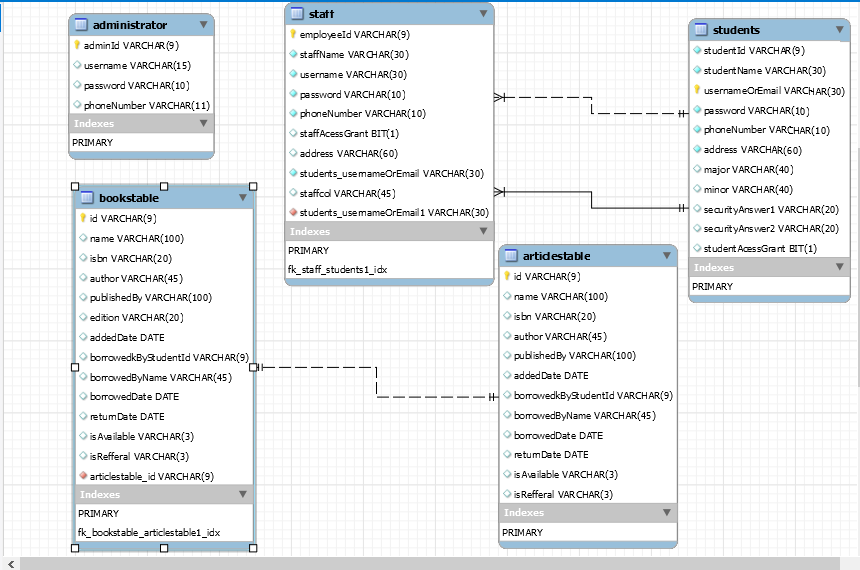 administrator
adminId VARCHAR(9)
username VARCHAR(15)
password VARCHAR(10)
phoneNumber VARCHAR(11)
Indexes
PRIMARY
staff
employeeId VARCHAR(9)
staffName VARCHAR(30)
username VARCHAR(30)
password VARCHAR(10)
phoneNumber VARCHAR(10)
staffAcessGrant BIT(1)
address VARCHAR(60)
students_usernameOrEmail VARCHAR(30)
staffcol VARCHAR(45)
students_usernameOrEmail1 VARCHAR(30)
Indexes
PRIMARY
fk_staff_students1_idx
students
studentId VARCHAR(9)
studentName VARCHAR(30)
usernameOrEmail VARCHAR(30)
password VARCHAR(10)
phoneNumber VARCHAR(10)
address VARCHAR(60)
major VARCHAR(40)
minor VARCHAR(40)
securityAnswer1 VARCHAR(20)
securityAnswer2 VARCHAR(20)
studentAcessGrant BIT(1)
Indexes
PRIMARY
bookstable
id VARCHAR(9)
name VARCHAR(100)
isbn VARCHAR(20)
author VARCHAR(45)
publishedBy VARCHAR(100)
edition VARCHAR(20)
addedDate DATE
borrowedkByStudentId VARCHAR(9)
borrowedByName VARCHAR(45)
borrowedDate DATE
returnDate DATE
isAvailable VARCHAR(3)
isRefferal VARCHAR(3)
articlestable_id VARCHAR(9)
Indexes
PRIMARY
fk_bookstable_articlestable1_idx
articlestable
id VARCHAR(9)
name VARCHAR(100)
isbn VARCHAR(20)
author VARCHAR(45)
publishedBy VARCHAR(100)
addedDate DATE
borrowedkByStudentId VARCHAR(9)
borrowedByName VARCHAR(45)
borrowedDate DATE
returnDate DATE
isAvailable VARCHAR(3)
isRefferal VARCHAR(3)
Indexes
PRIMARY